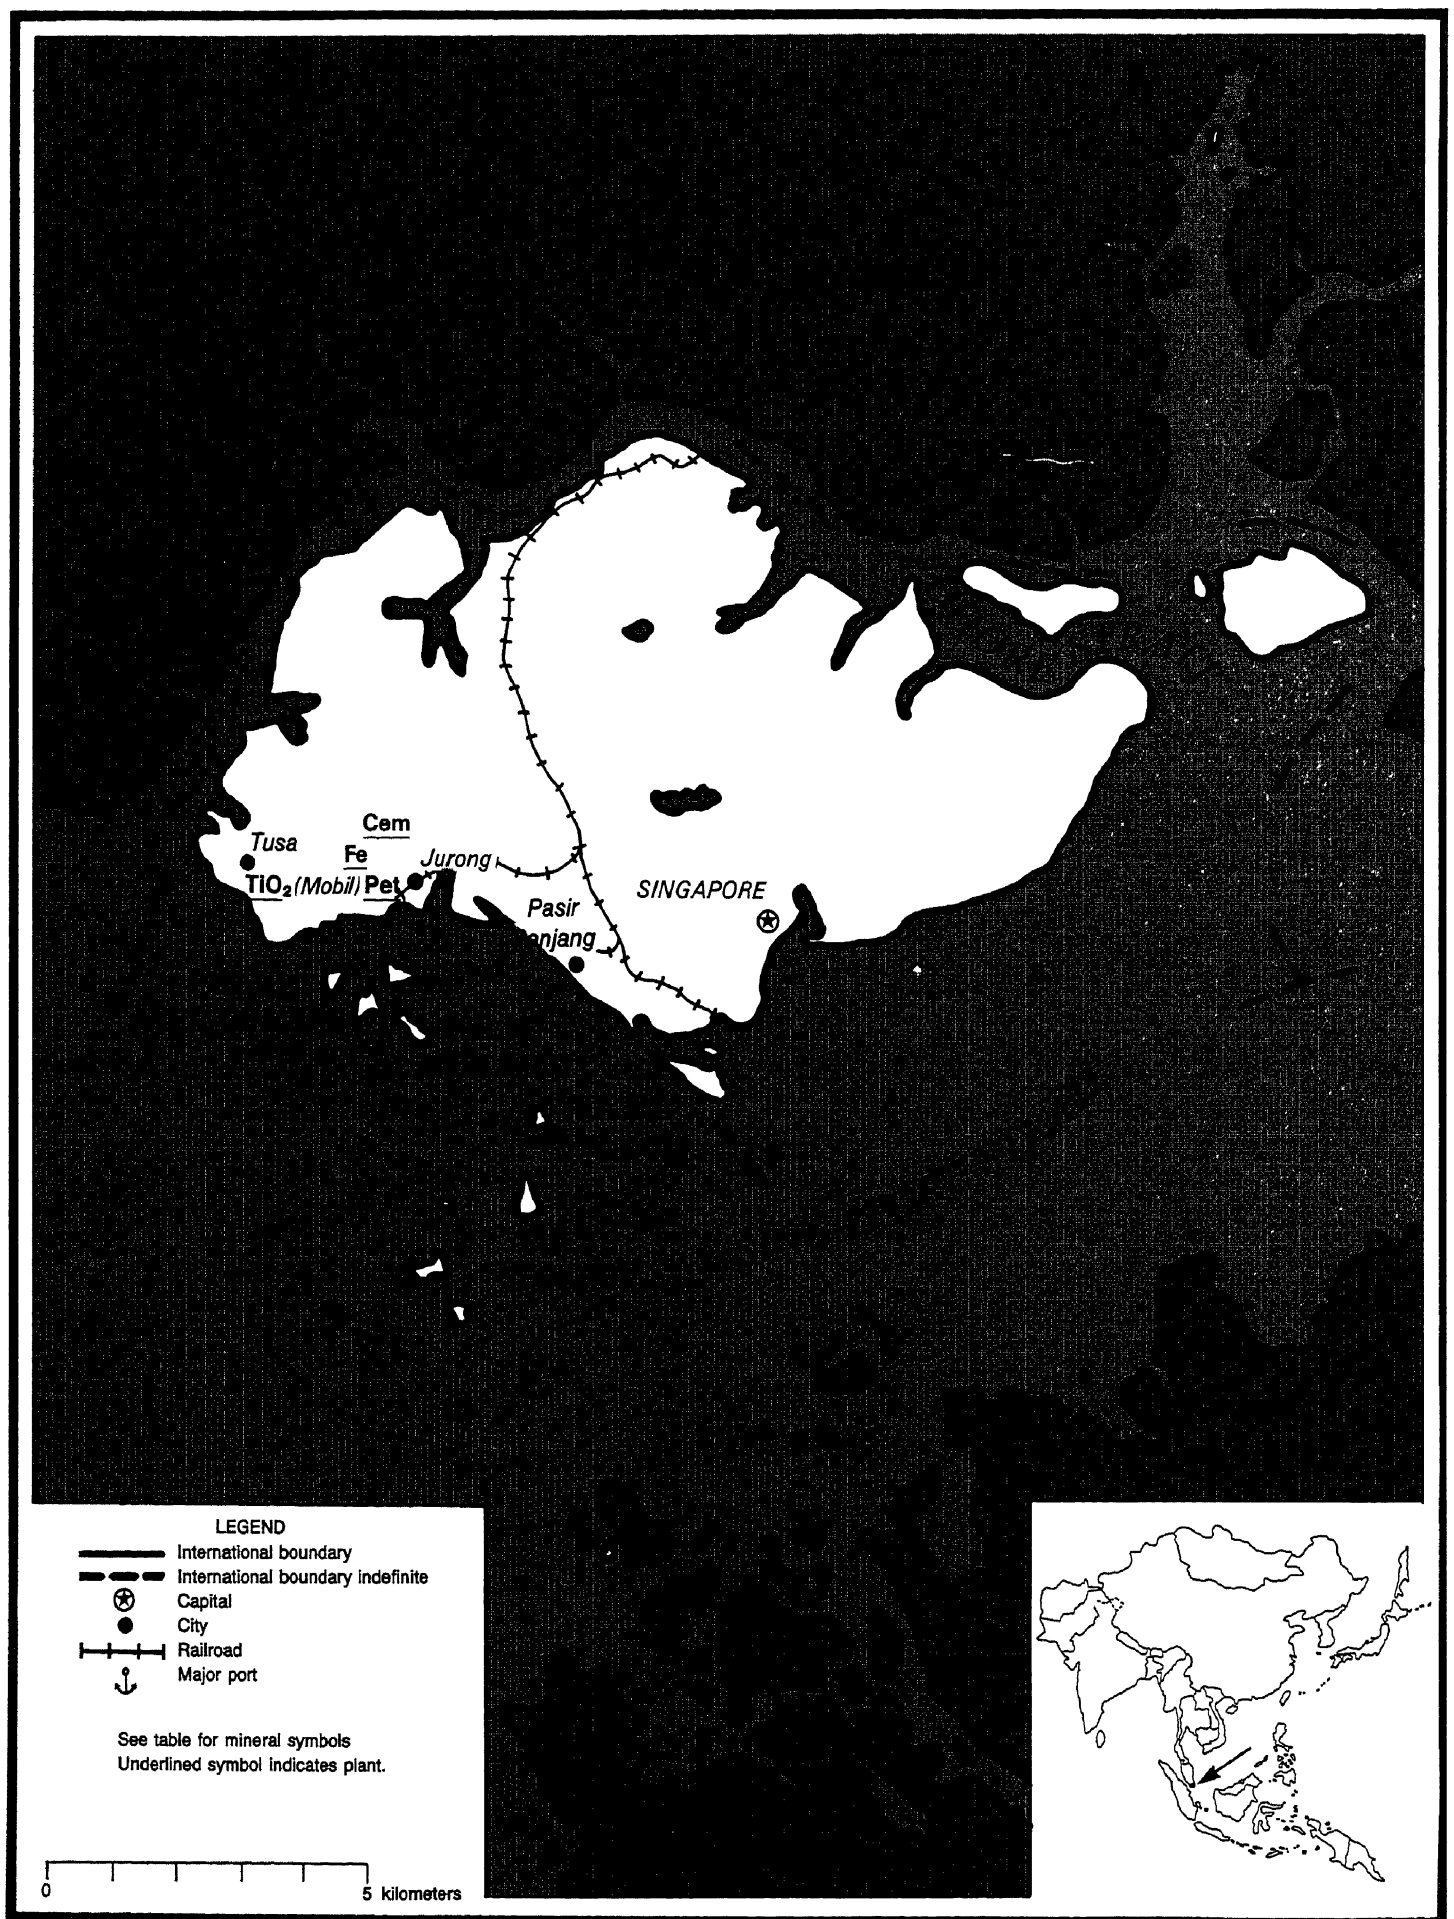 Cem
Tusa
Fe
Jurong
TiO₂ (Mobil) Pet
SINGAPORE
Pasir
anjang
LEGEND
International boundary
International boundary indefinite
Capital
City
Railroad
Major port
See table for mineral symbols
Underlined symbol indicates plant.
0 5 kilometers